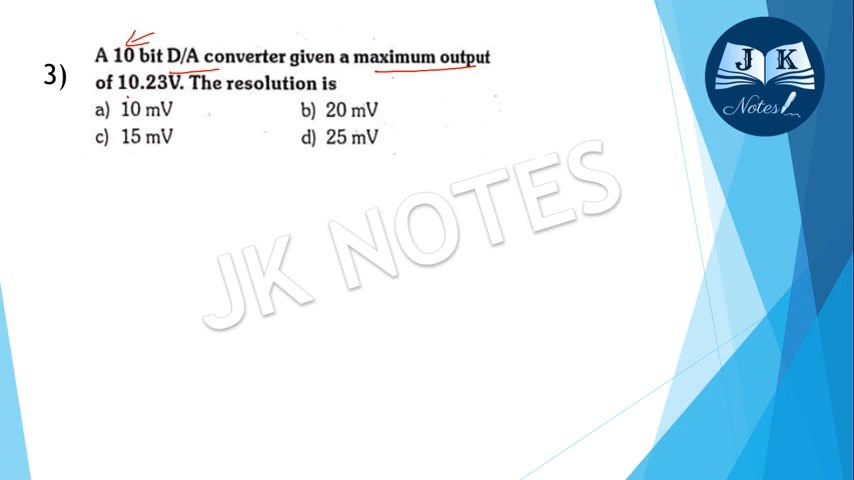 3)
A 10 bit D/A converter given a maximum output
of 10.23V. The resolution is
a) 10 mV b) 20 mV
c) 15 mV d) 25 mV
J K
Notes
JK NOTES